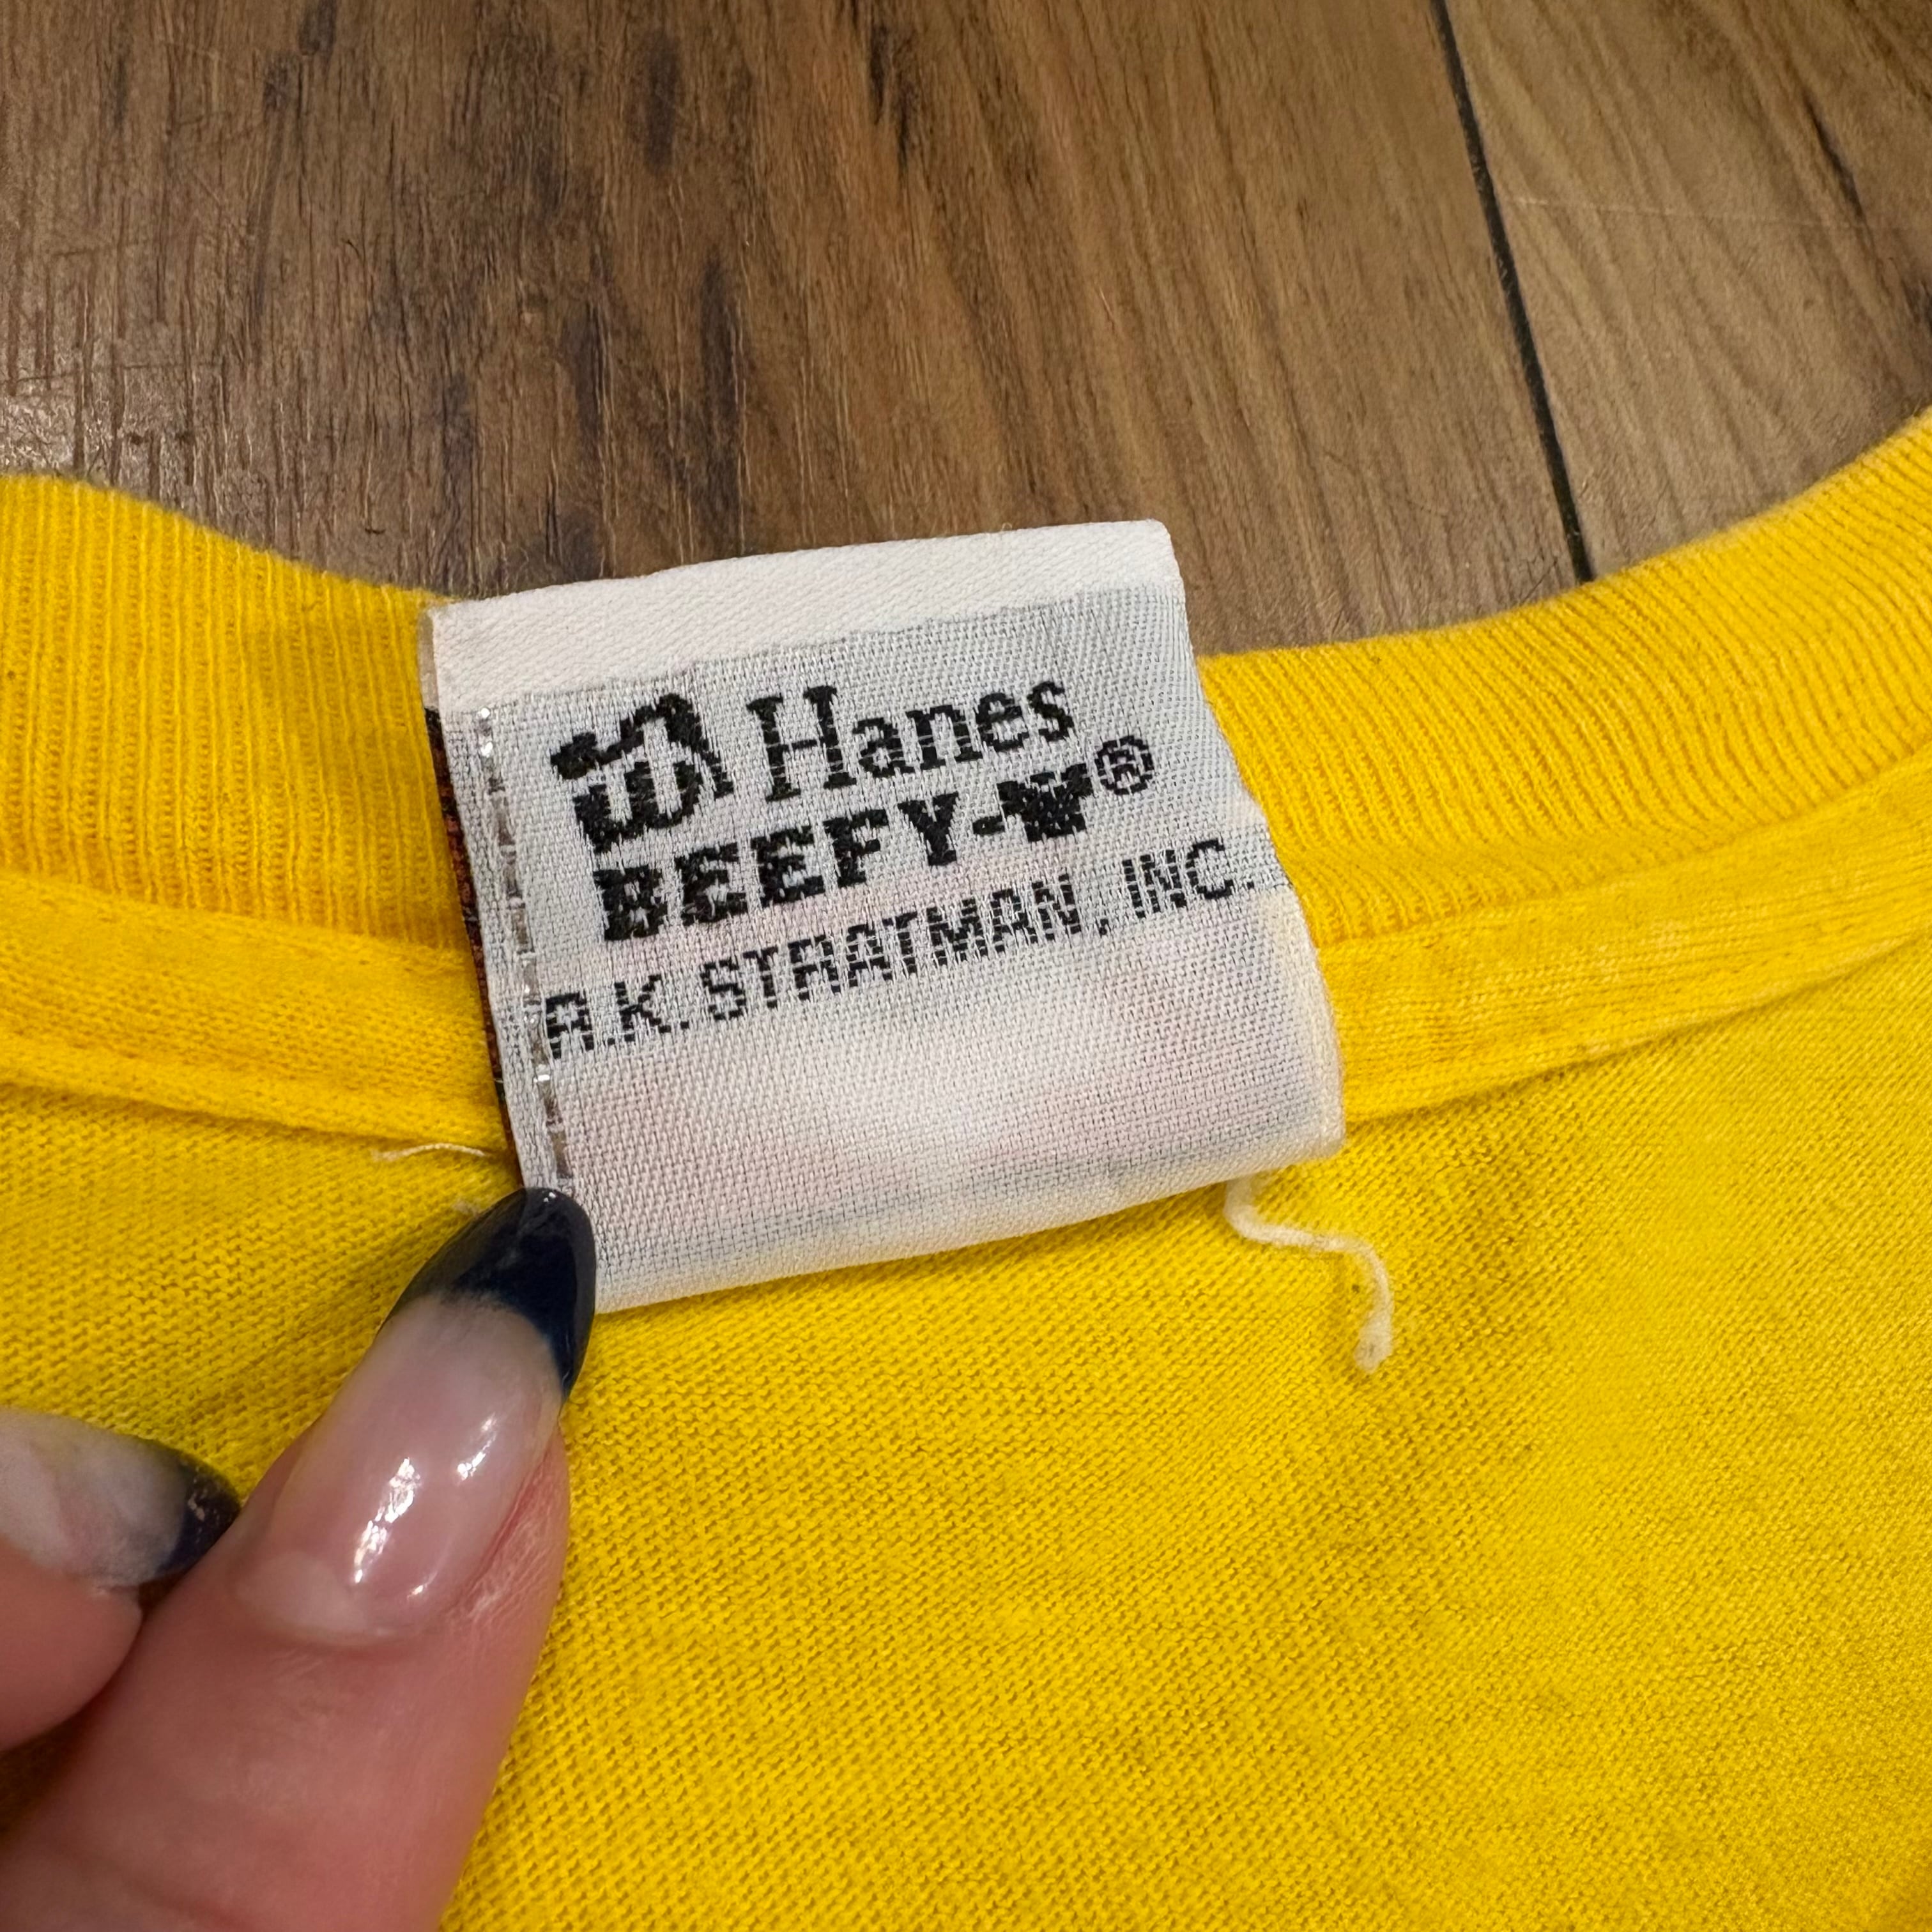 Hanes
BEEFY-T®
A.K. STRATMAN, INC.